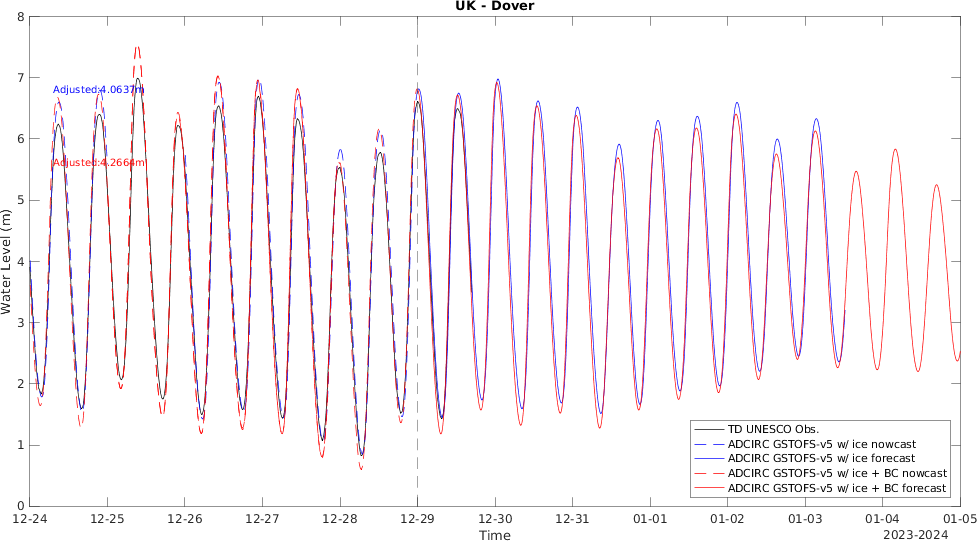 UK - Dover
8
7
6
5
4
3
2
1
0
Water Level (m)
Adjusted:4.0637m
Adjusted:4.2664m
TD UNESCO Obs.
ADCIRC GSTOFS-v5 w/ ice nowcast
ADCIRC GSTOFS-v5 w/ ice forecast
ADCIRC GSTOFS-v5 w/ ice + BC nowcast
ADCIRC GSTOFS-v5 w/ ice + BC forecast
12-24 12-25 12-26 12-27 12-28 12-29 12-30 12-31 01-01 01-02 01-03 01-04 01-05
Time
2023-2024